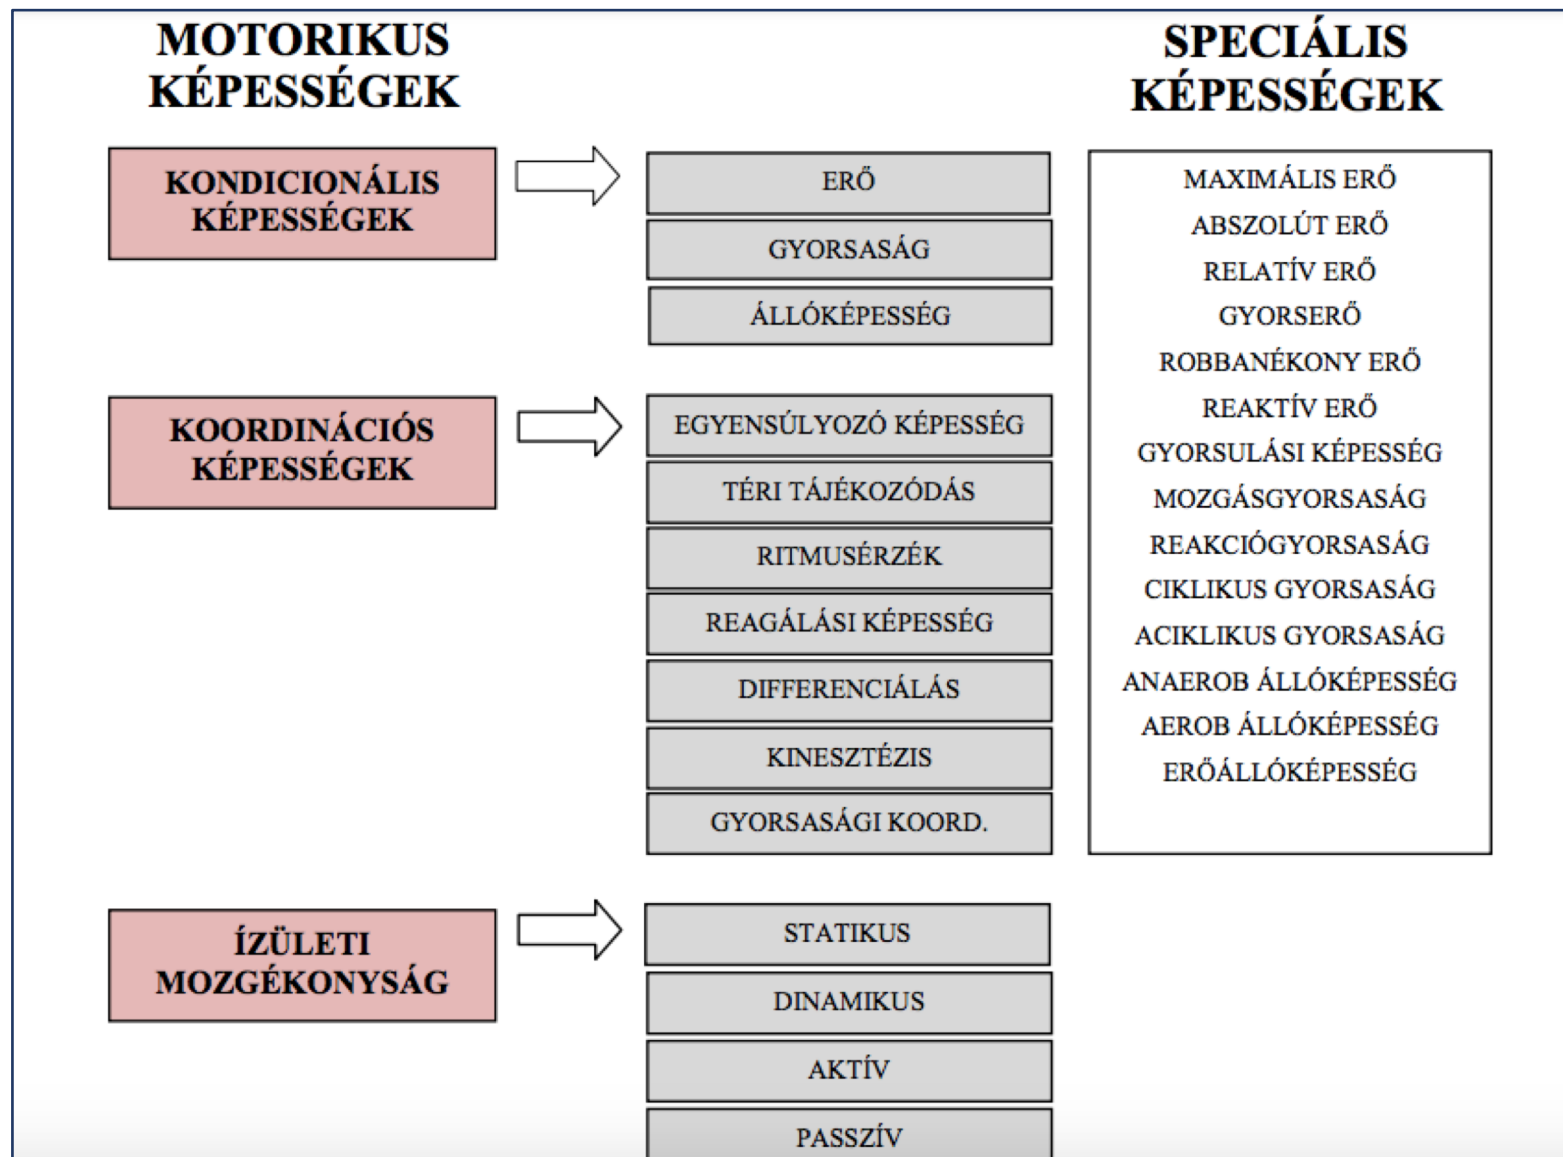 MOTORIKUS
KÉPESSÉGEK
SPECIÁLIS
KÉPESSÉGEK
KONDICIONÁLIS
KÉPESSÉGEK
ERŐ
GYORSASÁG
ÁLLÓKÉPESSÉG
KOORDINÁCIÓS
KÉPESSÉGEK
EGYENSÚLYOZÓ KÉPESSÉG
TÉRI TÁJÉKOZÓDÁS
RITMUSÉRZÉK
REAGÁLÁSI KÉPESSÉG
DIFFERENCIÁLÁS
KINESZTÉZIS
GYORSASÁGI KOORD.
ÍZÜLETI
MOZGÉKONYSÁG
STATIKUS
DINAMIKUS
AKTÍV
PASSZÍV
MAXIMÁLIS ERŐ
ABSZOLÚT ERŐ
RELATÍV ERŐ
GYORSERŐ
ROBBANÉKONY ERŐ
REAKTÍV ERŐ
GYORSULÁSI KÉPESSÉG
MOZGÁSGYORSASÁG
REAKCIÓGYORSASÁG
CIKLIKUS GYORSASÁG
ACIKLIKUS GYORSASÁG
ANAEROB ÁLLÓKÉPESSÉG
AEROB ÁLLÓKÉPESSÉG
ERŐÁLLÓKÉPESSÉG